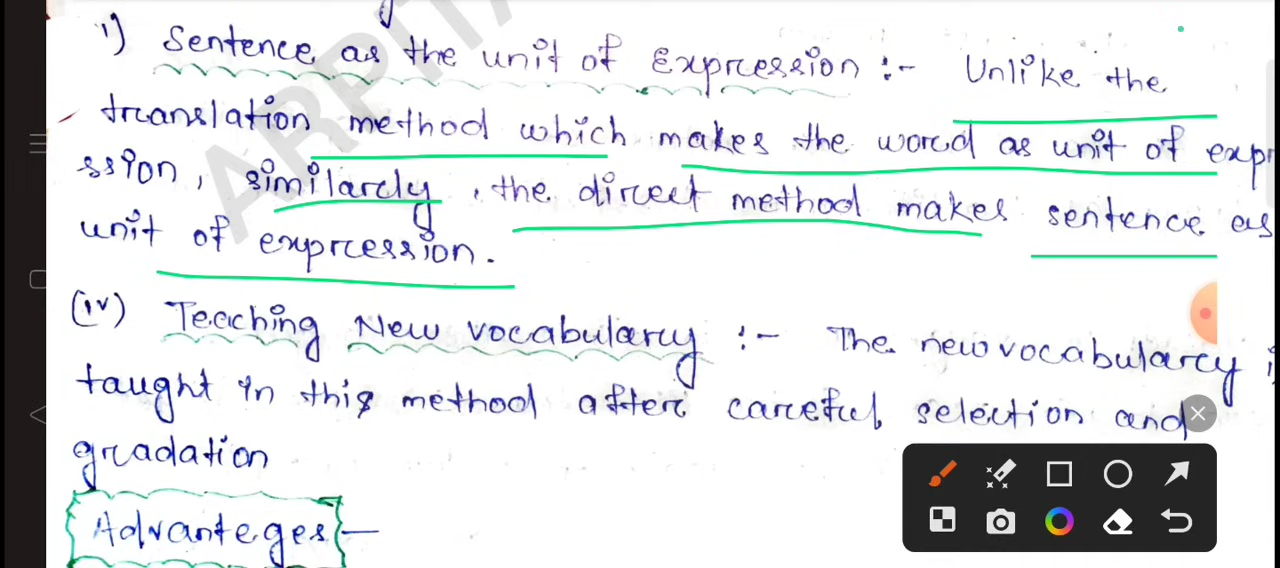 i) Sentence as the unit of Expression :- Unlike the
translation method which makes the word as unit of expr
ssion, similarly, the direct method makes sentence as
unit of expression.
(iv) Teaching New vocabulary :- The new vocabulary i
taught in this method after careful selection and
gradation
Advanteges -
ARPITA